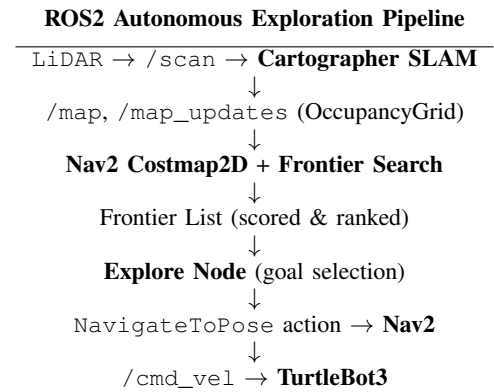 ROS2 Autonomous Exploration Pipeline
LiDAR → /scan → Cartographer SLAM
↓
/map, /map_updates (OccupancyGrid)
↓
Nav2 Costmap2D + Frontier Search
↓
Frontier List (scored & ranked)
↓
Explore Node (goal selection)
↓
NavigateToPose action → Nav2
↓
/cmd_vel → TurtleBot3